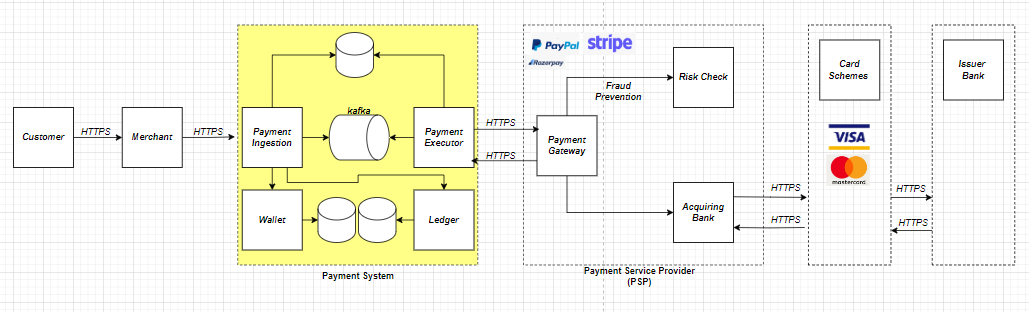 PayPal
stripe
Razorpay
Risk Check
Card
Schemes
Issuer
Bank
Fraud
Prevention
kafka
Customer
HTTPS
Merchant
HTTPS
Payment
Ingestion
Payment
Executor
HTTPS
HTTPS
Payment
Gateway
VISA
mastercard
Wallet
Ledger
Acquiring
Bank
HTTPS
HTTPS
HTTPS
HTTPS
Payment System
Payment Service Provider
(PSP)